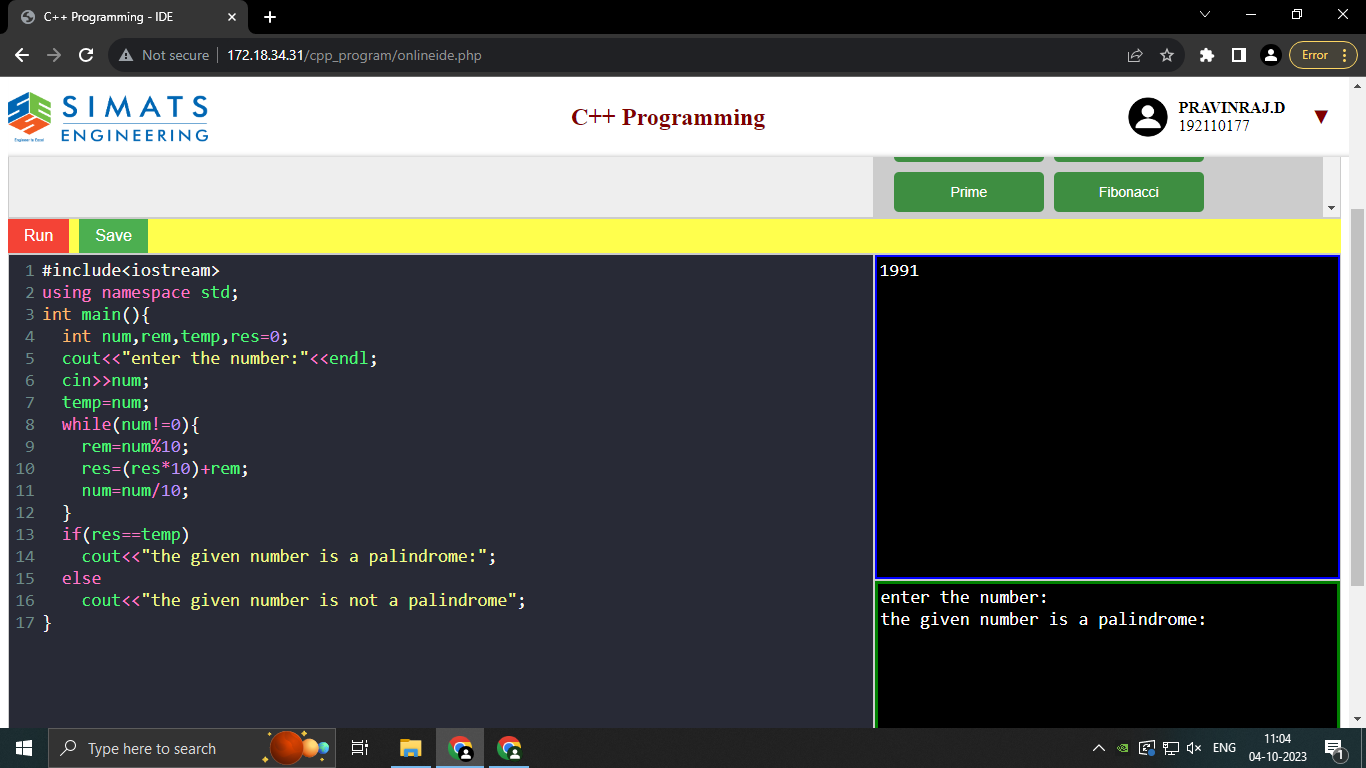 C++ Programming - IDE
Not secure
172.18.34.31/cpp_program/onlineide.php
Error
SIMATS
ENGINEERING
C++ Programming
PRAVINRAJ.D
192110177
Prime
Fibonacci
Run
Save
1 #include<iostream>
2 using namespace std;
3 int main(){
4   int num,rem,temp,res=0;
5   cout<<"enter the number:"<<endl;
6   cin>>num;
7   temp=num;
8   while(num!=0){
9     rem=num%10;
10     res=(res*10)+rem;
11     num=num/10;
12   }
13   if(res==temp)
14     cout<<"the given number is a palindrome:";
15   else
16     cout<<"the given number is not a palindrome";
17 }
1991
enter the number:
the given number is a palindrome:
Type here to search
ENG
11:04
04-10-2023
1